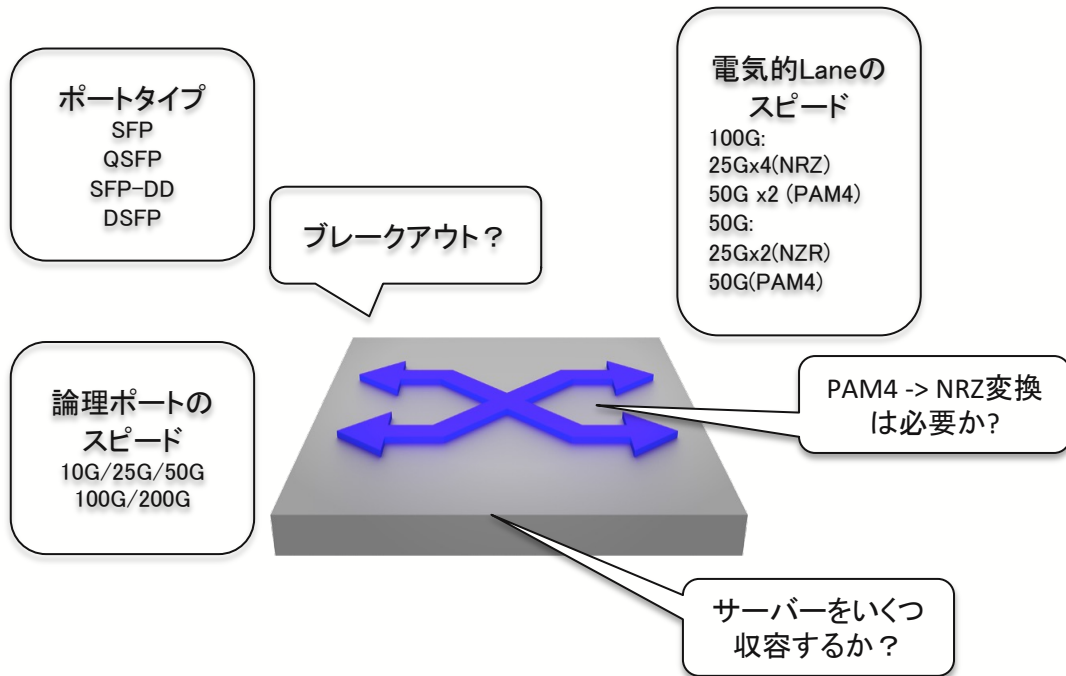 ポートタイプ
SFP
QSFP
SFP-DD
DSFP
電気的Laneの
スピード
100G:
25Gx4(NRZ)
50G x2 (PAM4)
50G:
25Gx2(NZR)
50G(PAM4)
ブレークアウト？
論理ポートの
スピード
10G/25G/50G
100G/200G
PAM4 -> NRZ変換
は必要か?
サーバーをいくつ
収容するか？